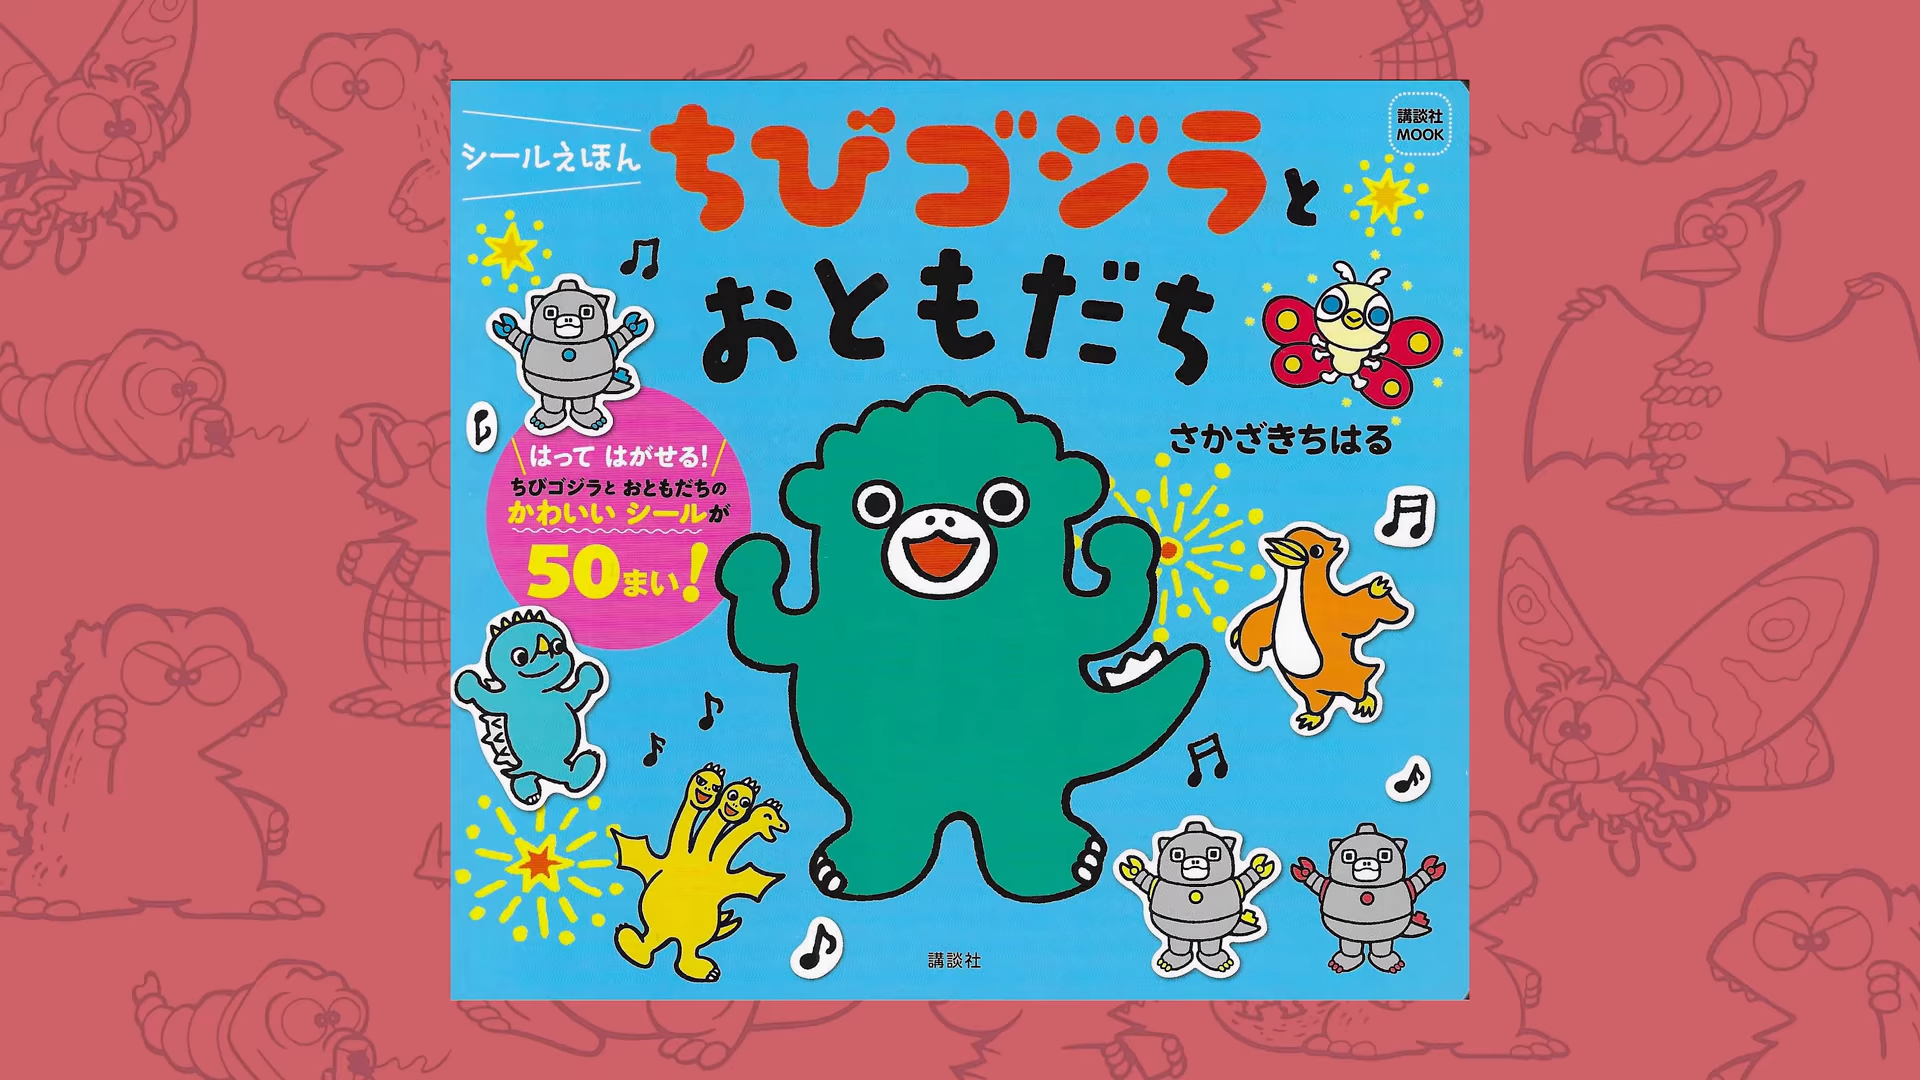 シールえほん
ちびゴジラと
おともだち
講談社
MOOK
さかざきちはる
はって はがせる!
ちびゴジラと おともだちの
かわいい シールが
50まい!
講談社